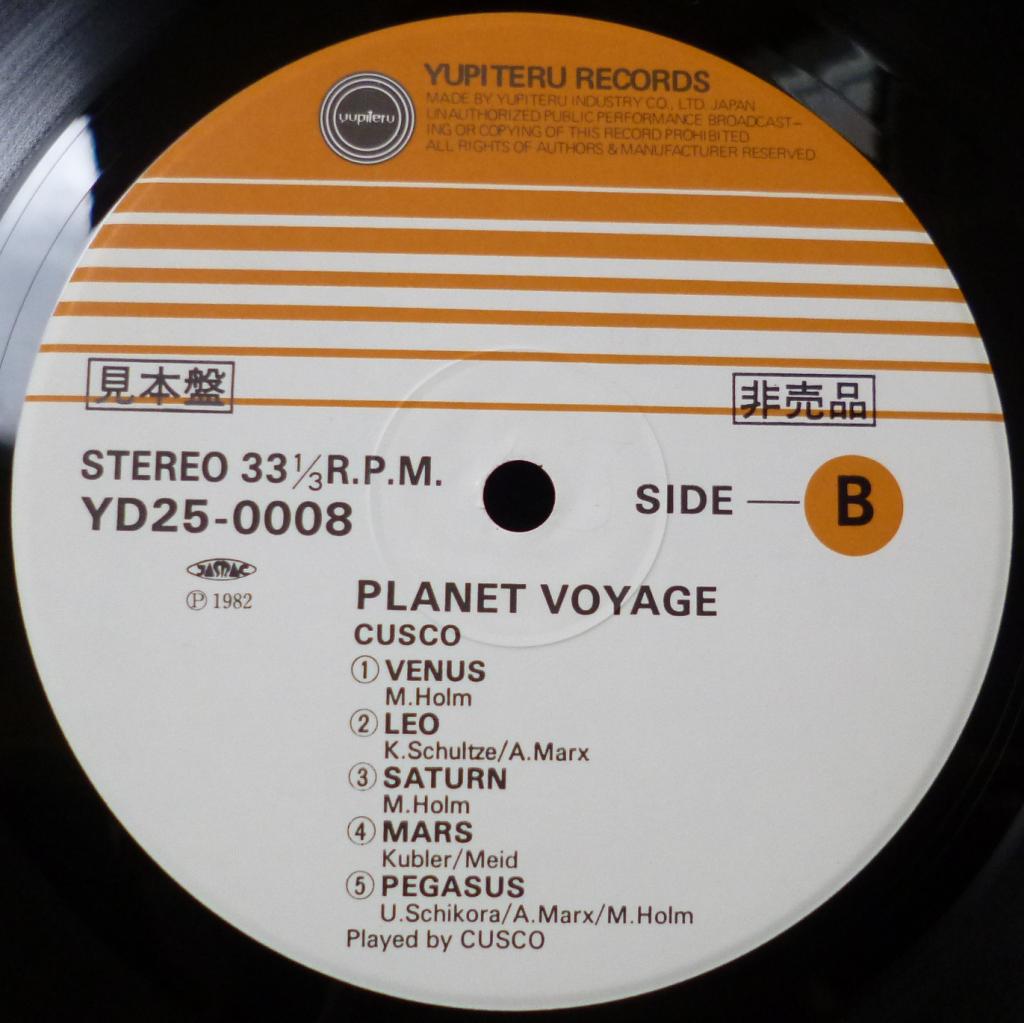 YUPITERU RECORDS
MADE BY YUPITERU INDUSTRY CO., LTD. JAPAN
UNAUTHORIZED PUBLIC PERFORMANCE BROADCAST-
ING OR COPYING OF THIS RECORD PROHIBITED
ALL RIGHTS OF AUTHORS & MANUFACTURER RESERVED
yupiteru
見本盤
非売品
STEREO 33⅓R.P.M.
YD25-0008
SIDE — B
JASRAC
Ⓟ 1982
PLANET VOYAGE
CUSCO
① VENUS
M.Holm
② LEO
K.Schultze/A.Marx
③ SATURN
M.Holm
④ MARS
Kubler/Meid
⑤ PEGASUS
U.Schikora/A.Marx/M.Holm
Played by CUSCO